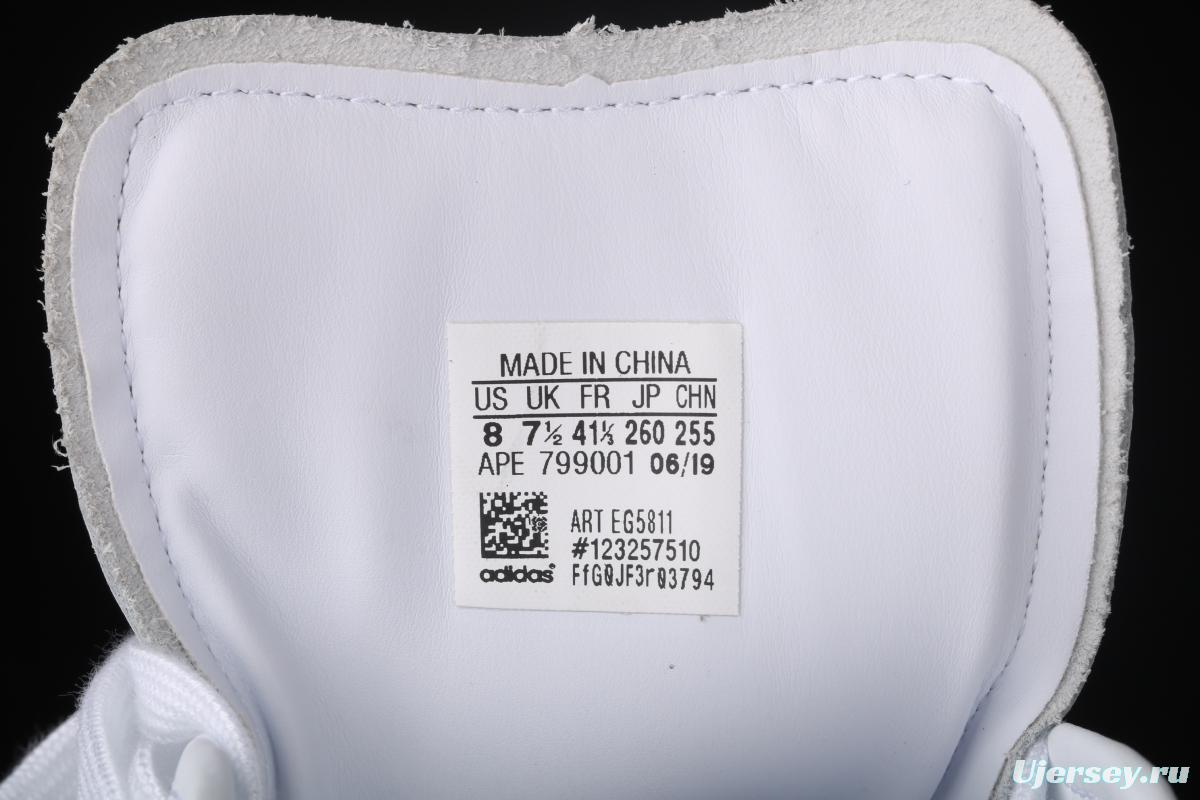 MADE IN CHINA
US UK FR JP CHN
8 7½ 41⅓ 260 255
APE 799001 06/19
ART EG5811
#123257510
adidas® FfG0JF3r03794
Ujersey.ru